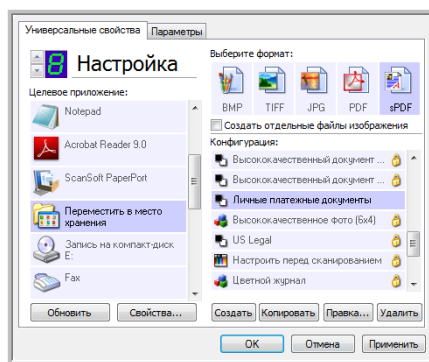 Универсальные свойства Параметры
8 Настройка
Целевое приложение:
Notepad
Acrobat Reader 9.0
ScanSoft PaperPort
Переместить в место
хранения
Запись на компакт-диск
E:
Fax
Обновить Свойства...
Выберите формат:
BMP TIFF JPG PDF sPDF
Создать отдельные файлы изображения
Конфигурация:
Высококачественный документ ...
Высококачественный документ ...
Личные платежные документы
Высококачественное фото (6x4)
US Legal
Настроить перед сканированием
Цветной журнал
Создать Копировать Правка... Удалить
OK Отмена Применить